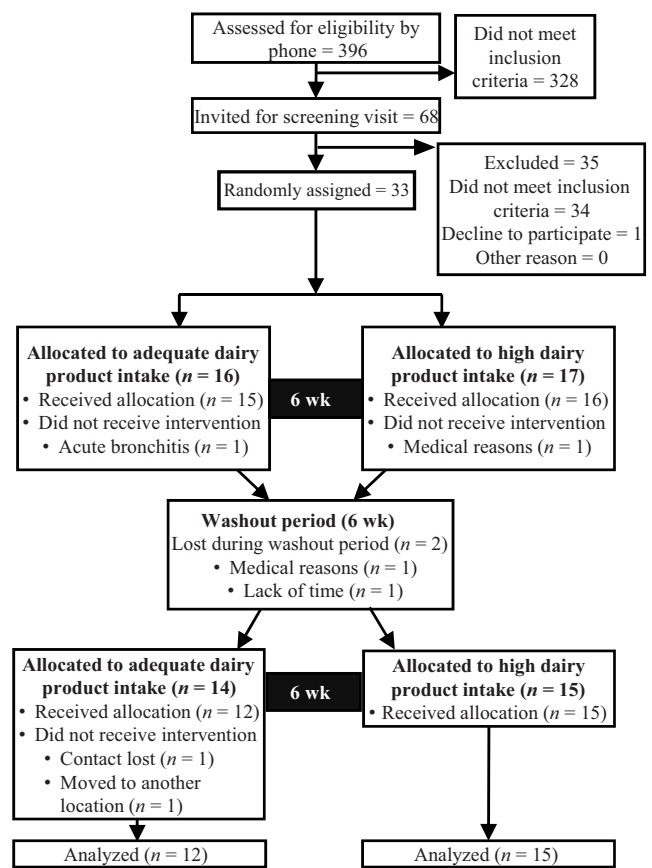 Assessed for eligibility by
phone = 396
Did not meet
inclusion
criteria = 328
Invited for screening visit = 68
Excluded = 35
Did not meet inclusion
criteria = 34
Decline to participate = 1
Other reason = 0
Randomly assigned = 33
Allocated to adequate dairy
product intake (n = 16)
• Received allocation (n = 15)
• Did not receive intervention
• Acute bronchitis (n = 1)
6 wk
Allocated to high dairy
product intake (n = 17)
• Received allocation (n = 16)
• Did not receive intervention
• Medical reasons (n = 1)
Washout period (6 wk)
Lost during washout period (n = 2)
• Medical reasons (n = 1)
• Lack of time (n = 1)
Allocated to adequate dairy
product intake (n = 14)
• Received allocation (n = 12)
• Did not receive intervention
• Contact lost (n = 1)
• Moved to another
location (n = 1)
6 wk
Allocated to high dairy
product intake (n = 15)
• Received allocation (n = 15)
Analyzed (n = 12)
Analyzed (n = 15)